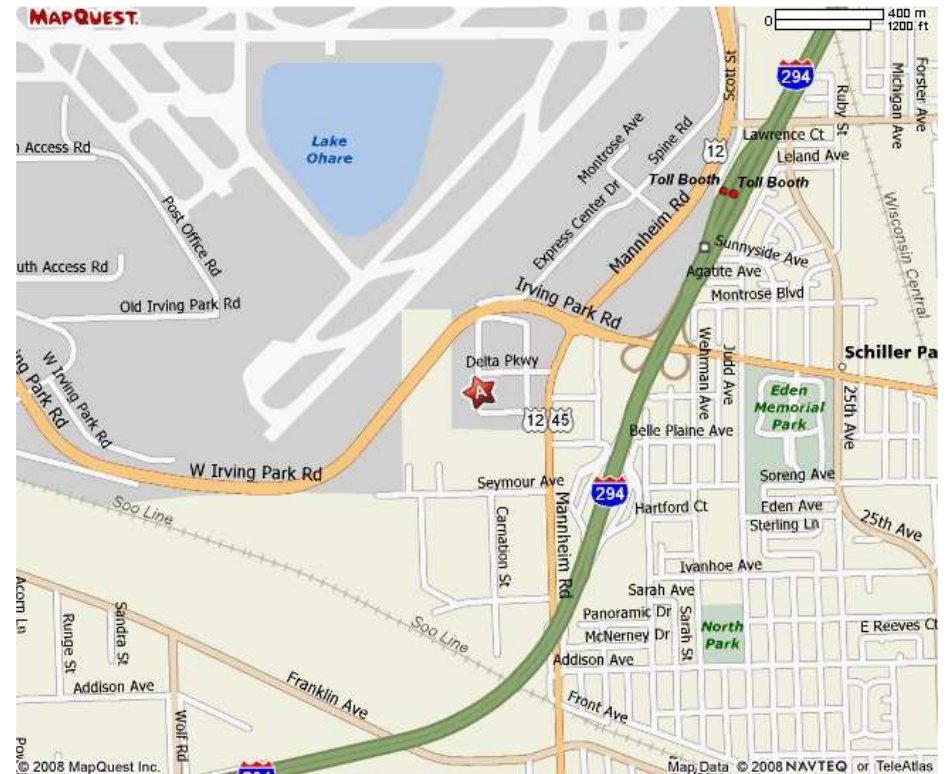 MAPQUEST.
400 m
0
1200 ft
294
Scott St
Ruby St
Michigan Ave
Forster Ave
Lawrence Ct
Leland Ave
12
Toll Booth
Toll Booth
Lake
Ohare
Montrose Ave
Spine Rd
Express Center Dr
Mannheim Rd
Access Rd
Post Office Rd
Sunnyside Ave
Agatite Ave
Montrose Blvd
Wisconsin Central
uth Access Rd
Old Irving Park Rd
Irving Park Rd
W Irving Park Rd
ing Park Rd
Delta Pkwy
A
Wehrman Ave
Judd Ave
Schiller Pa
Eden
Memorial
Park
25th Ave
12
45
Belle Plaine Ave
W Irving Park Rd
Seymour Ave
294
Soreng Ave
Soo Line
Carnation St
Mannheim Rd
Hartford Ct
Eden Ave
Sterling Ln
25th Ave
Ivanhoe Ave
Acorn Ln
Runge St
Sandra St
Soo Line
Sarah Ave
Panoramic Dr
Sarah St
McNerney Dr
North
Park
E Reeves Ct
Addison Ave
Addison Ave
Franklin Ave
Front Ave
Wolf Rd
294
© 2008 MapQuest Inc.
Map Data © 2008 NAVTEQ or TeleAtlas